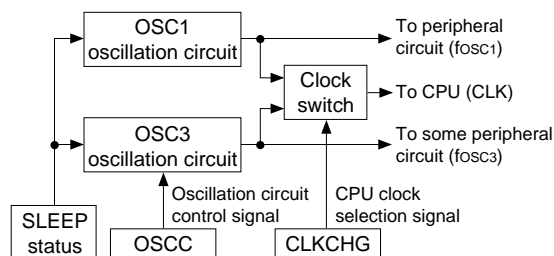 OSC1
oscillation circuit
To peripheral
circuit (fOSC1)
Clock
switch
To CPU (CLK)
OSC3
oscillation circuit
To some peripheral
circuit (fOSC3)
Oscillation circuit
control signal
CPU clock
selection signal
SLEEP
status
OSCC
CLKCHG